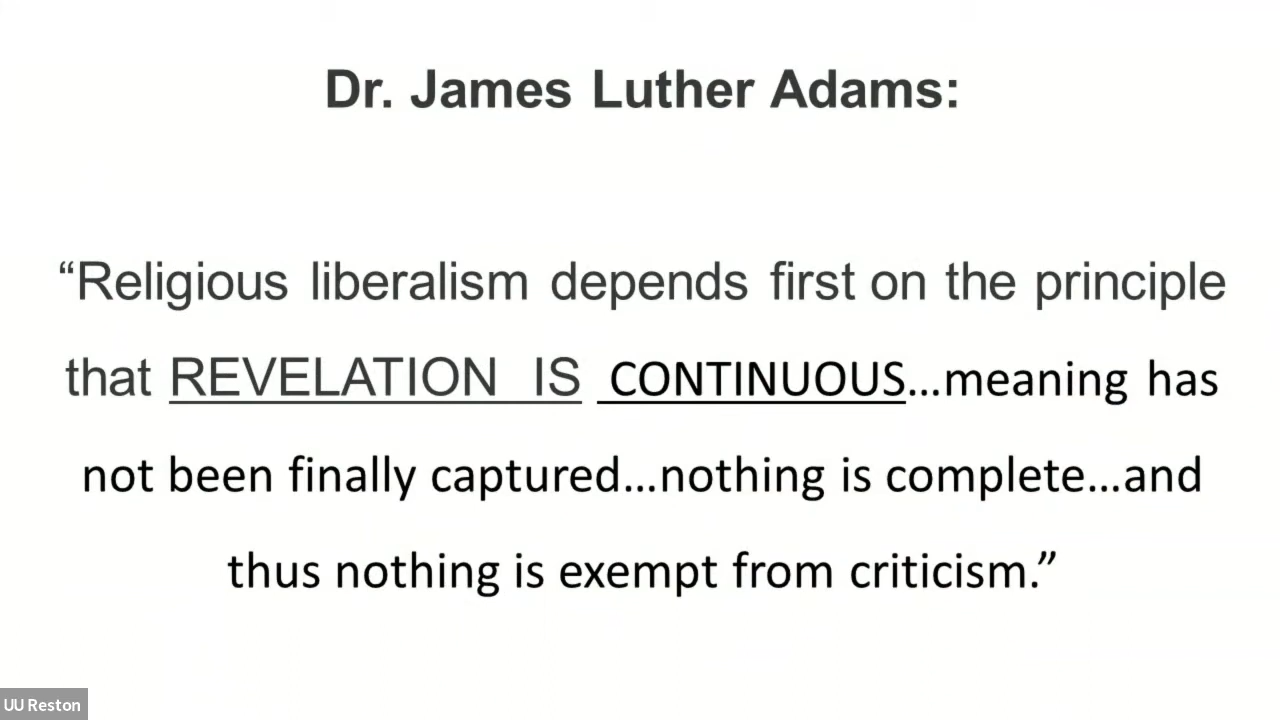 Dr. James Luther Adams:
“Religious liberalism depends first on the principle
that REVELATION IS CONTINUOUS...meaning has
not been finally captured...nothing is complete...and
thus nothing is exempt from criticism.”
UU Reston